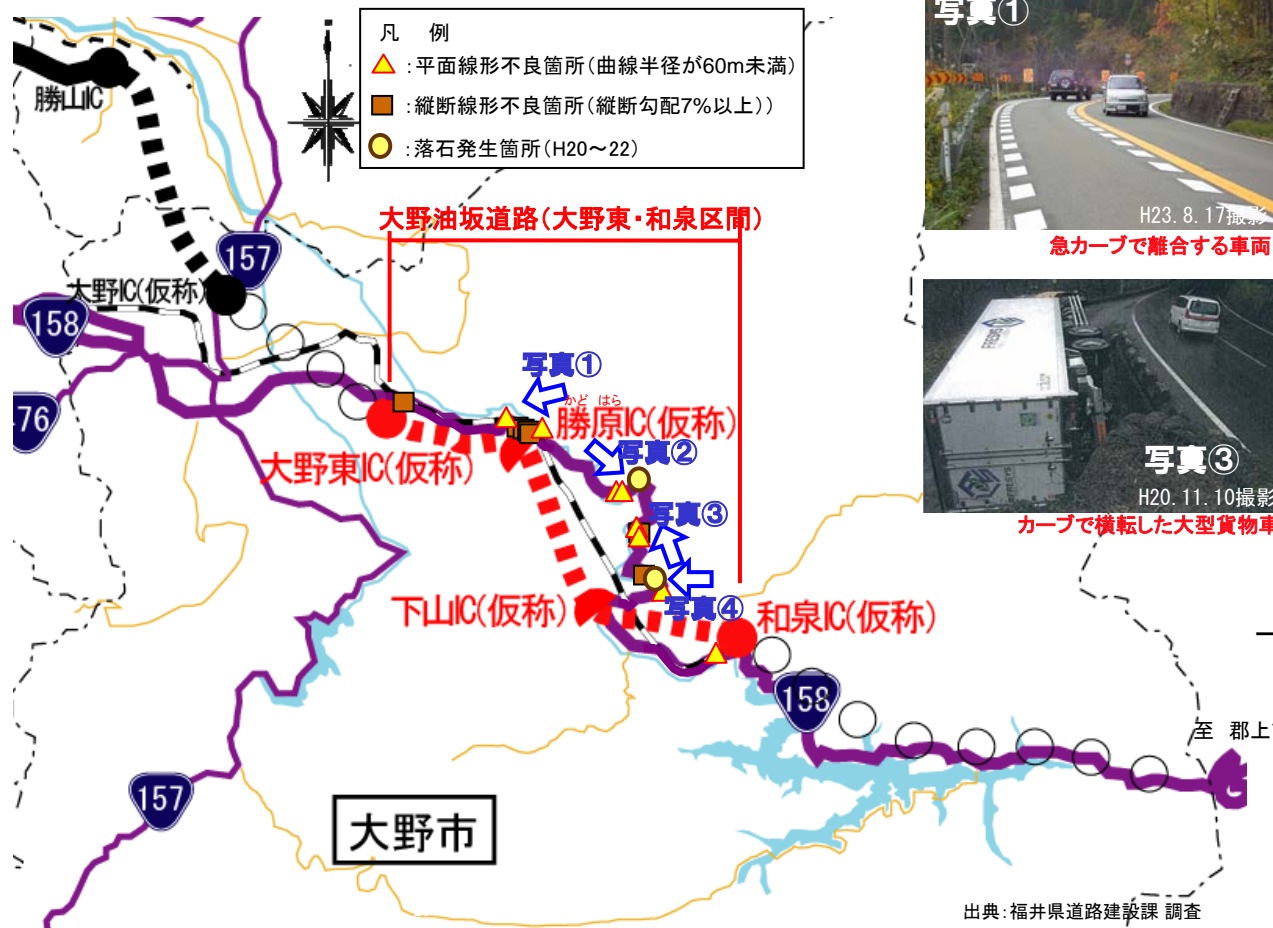 凡 例
:平面線形不良箇所(曲線半径が60m未満)
:縦断線形不良箇所(縦断勾配7%以上))
:落石発生箇所(H20～22)
写真①
H23.8.17撮影
急カーブで離合する車両
勝山IC
大野油坂道路(大野東・和泉区間)
157
大野IC(仮称)
158
写真①
かど はら
勝原IC(仮称)
76
大野東IC(仮称)
写真②
写真③
写真③
H20.11.10撮影
カーブで横転した大型貨物車
下山IC(仮称)
写真④
和泉IC(仮称)
158
至 郡上
157
大野市
出典:福井県道路建設課 調査